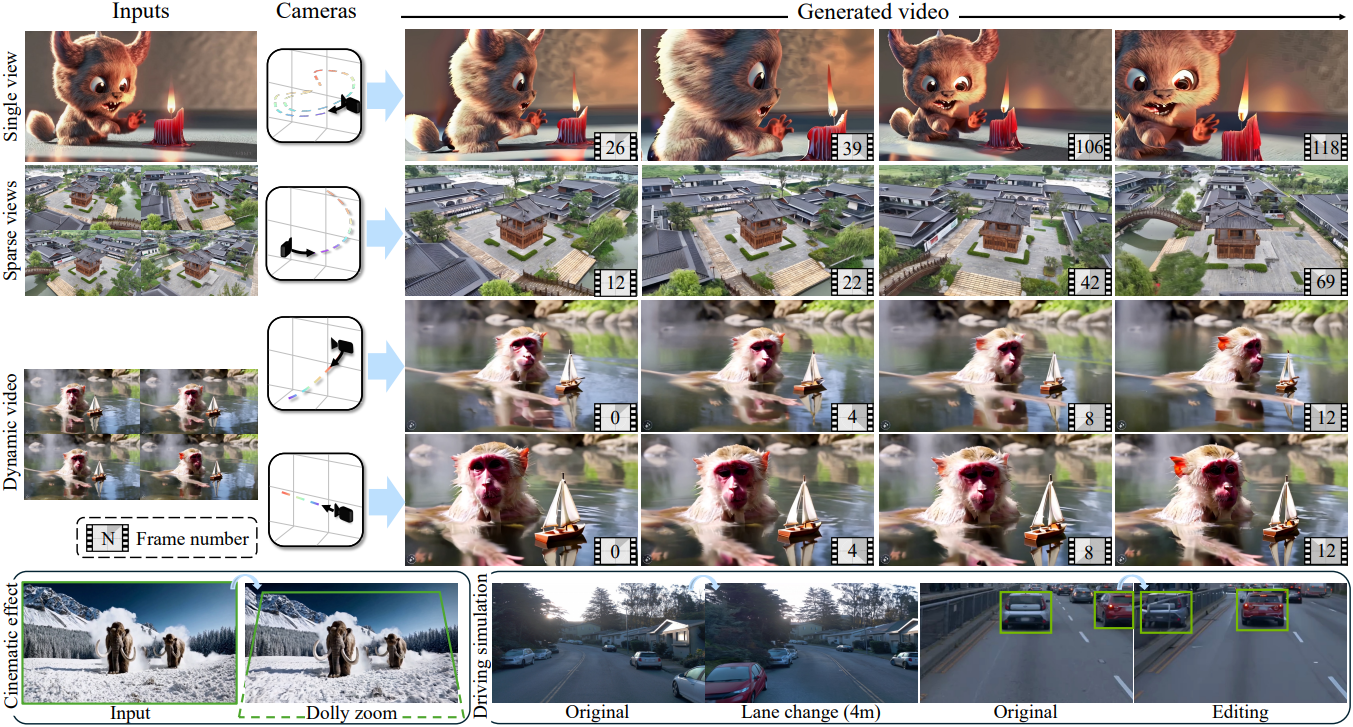 Inputs
Cameras
Generated video
Single view
26
39
106
118
Sparse views
12
22
42
69
Dynamic video
0
4
8
12
0
4
8
12
N
Frame number
Cinematic effect
Input
Dolly zoom
Driving simulation
Original
Lane change (4m)
Original
Editing